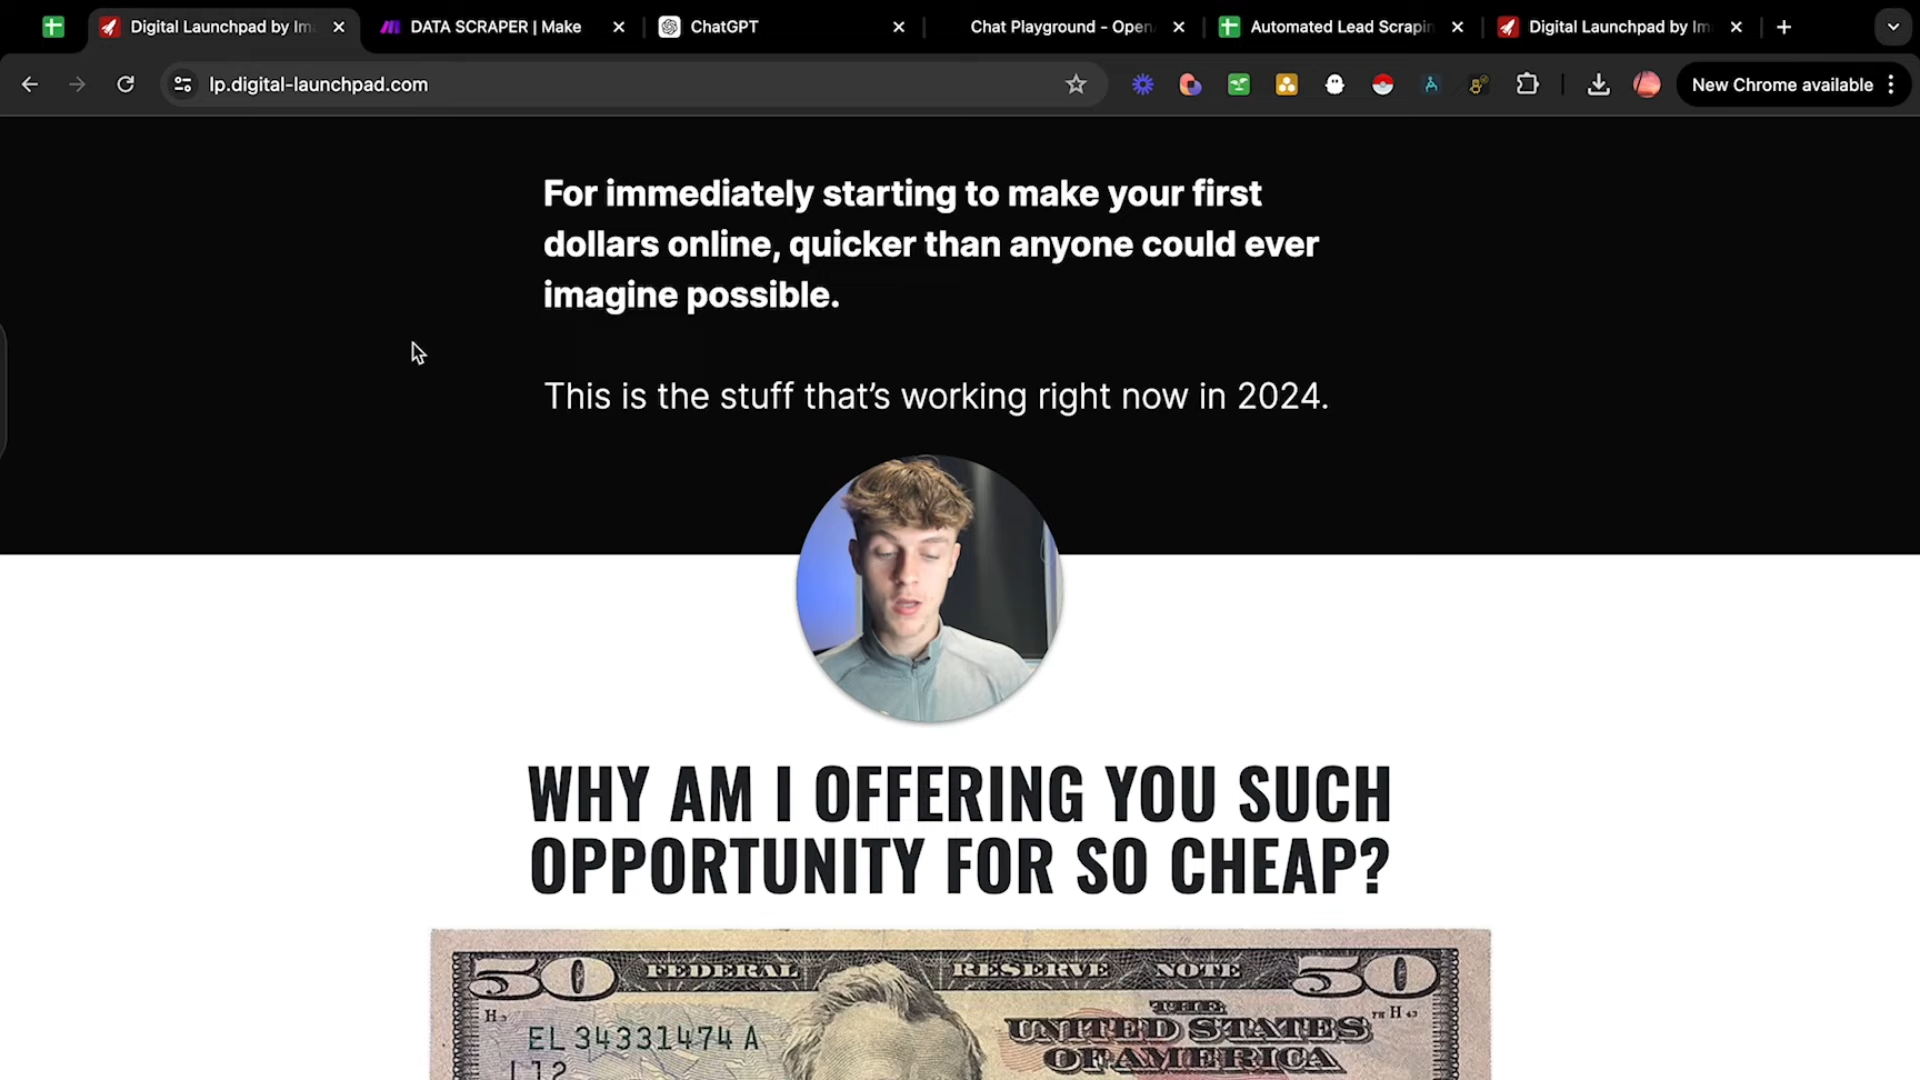 Digital Launchpad by Im
DATA SCRAPER | Make
ChatGPT
Chat Playground - Open
Automated Lead Scrapin
Digital Launchpad by Im
lp.digital-launchpad.com
New Chrome available
For immediately starting to make your first
dollars online, quicker than anyone could ever
imagine possible.
This is the stuff that's working right now in 2024.
WHY AM I OFFERING YOU SUCH
OPPORTUNITY FOR SO CHEAP?
50 FEDERAL RESERVE NOTE 50
THE
UNITED STATES
OF AMERICA
EL 34331474 A
L12